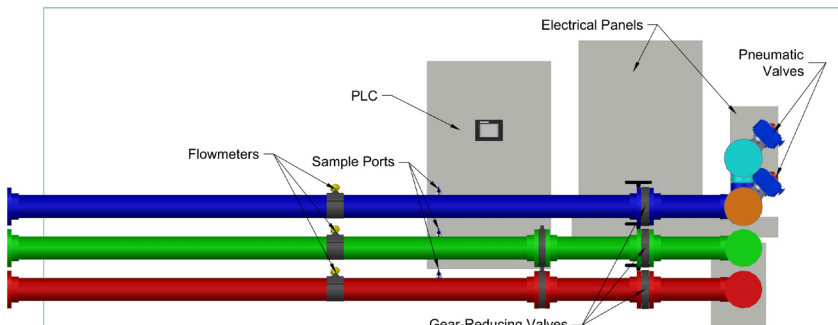 Electrical Panels
Pneumatic
Valves
PLC
Flowmeters
Sample Ports
Gear-Reducing Valves